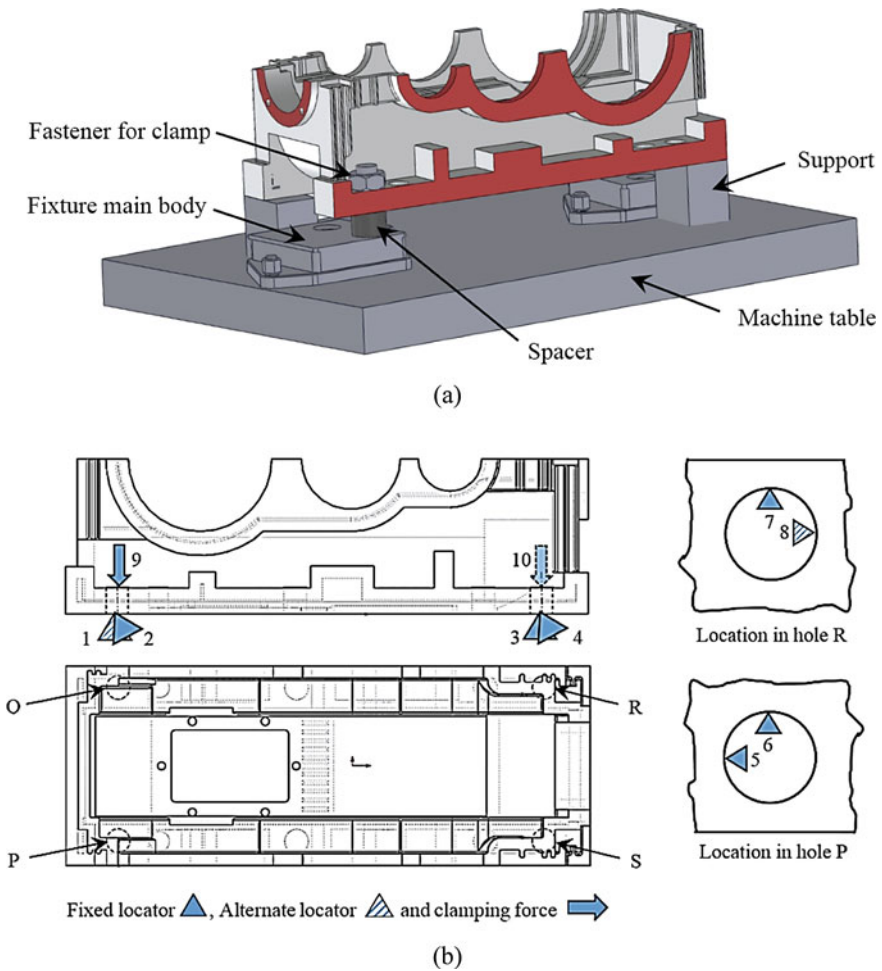 Fastener for clamp
Fixture main body
Support
Machine table
Spacer
(a)
9
10
1
2
3
4
7
8
Location in hole R
O
R
P
S
5
6
Location in hole P
Fixed locator , Alternate locator and clamping force
(b)